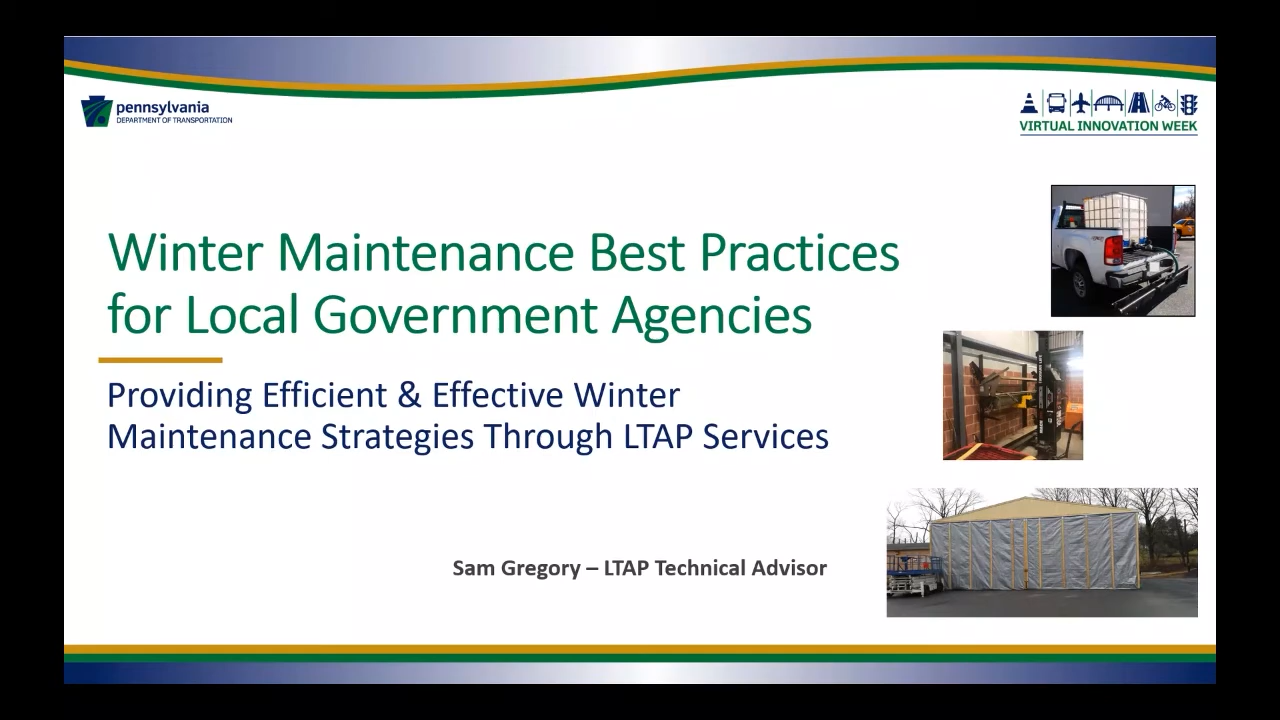 pennsylvania
DEPARTMENT OF TRANSPORTATION
VIRTUAL INNOVATION WEEK
Winter Maintenance Best Practices
for Local Government Agencies
Providing Efficient & Effective Winter
Maintenance Strategies Through LTAP Services
Sam Gregory – LTAP Technical Advisor